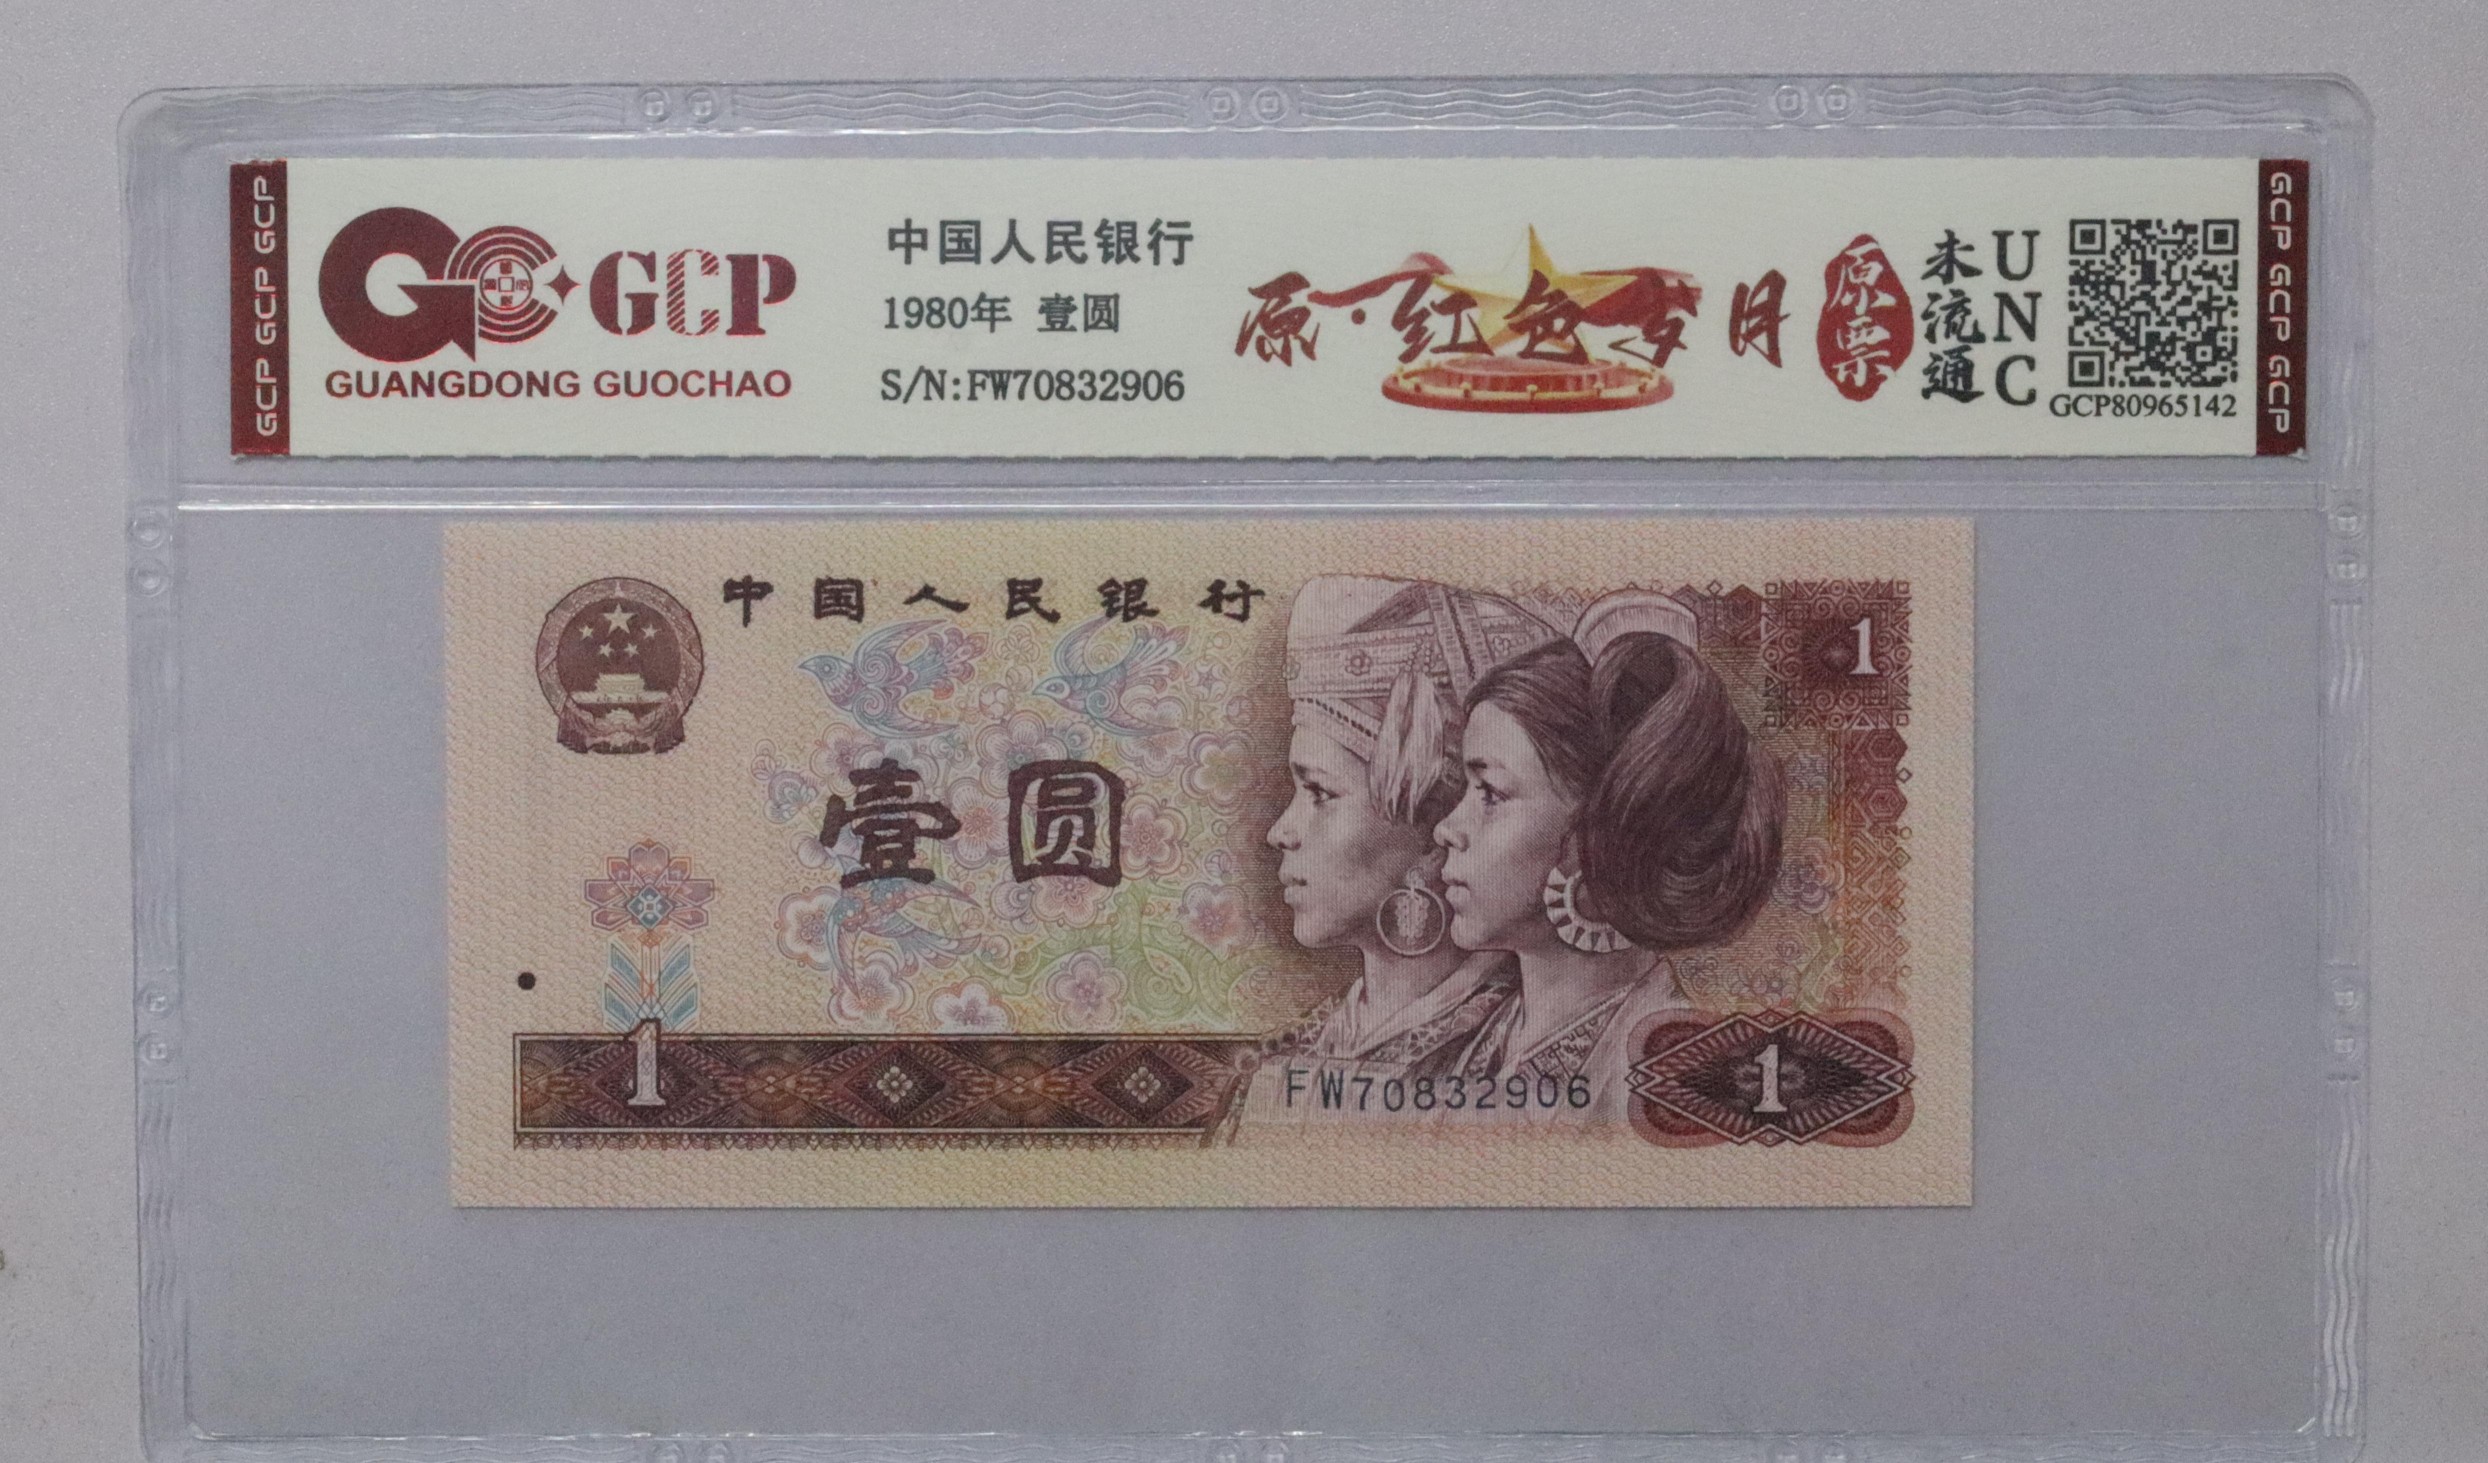 GCP GCP GCP
GCP
GUANGDONG GUOCHAO
中国人民银行
1980年 壹圆
S/N:FW70832906
原·红色岁月
原票
未流通
UNC
GCP80965142
GCP GCP GCP
中国人民银行
1
壹圆
1
FW70832906
1